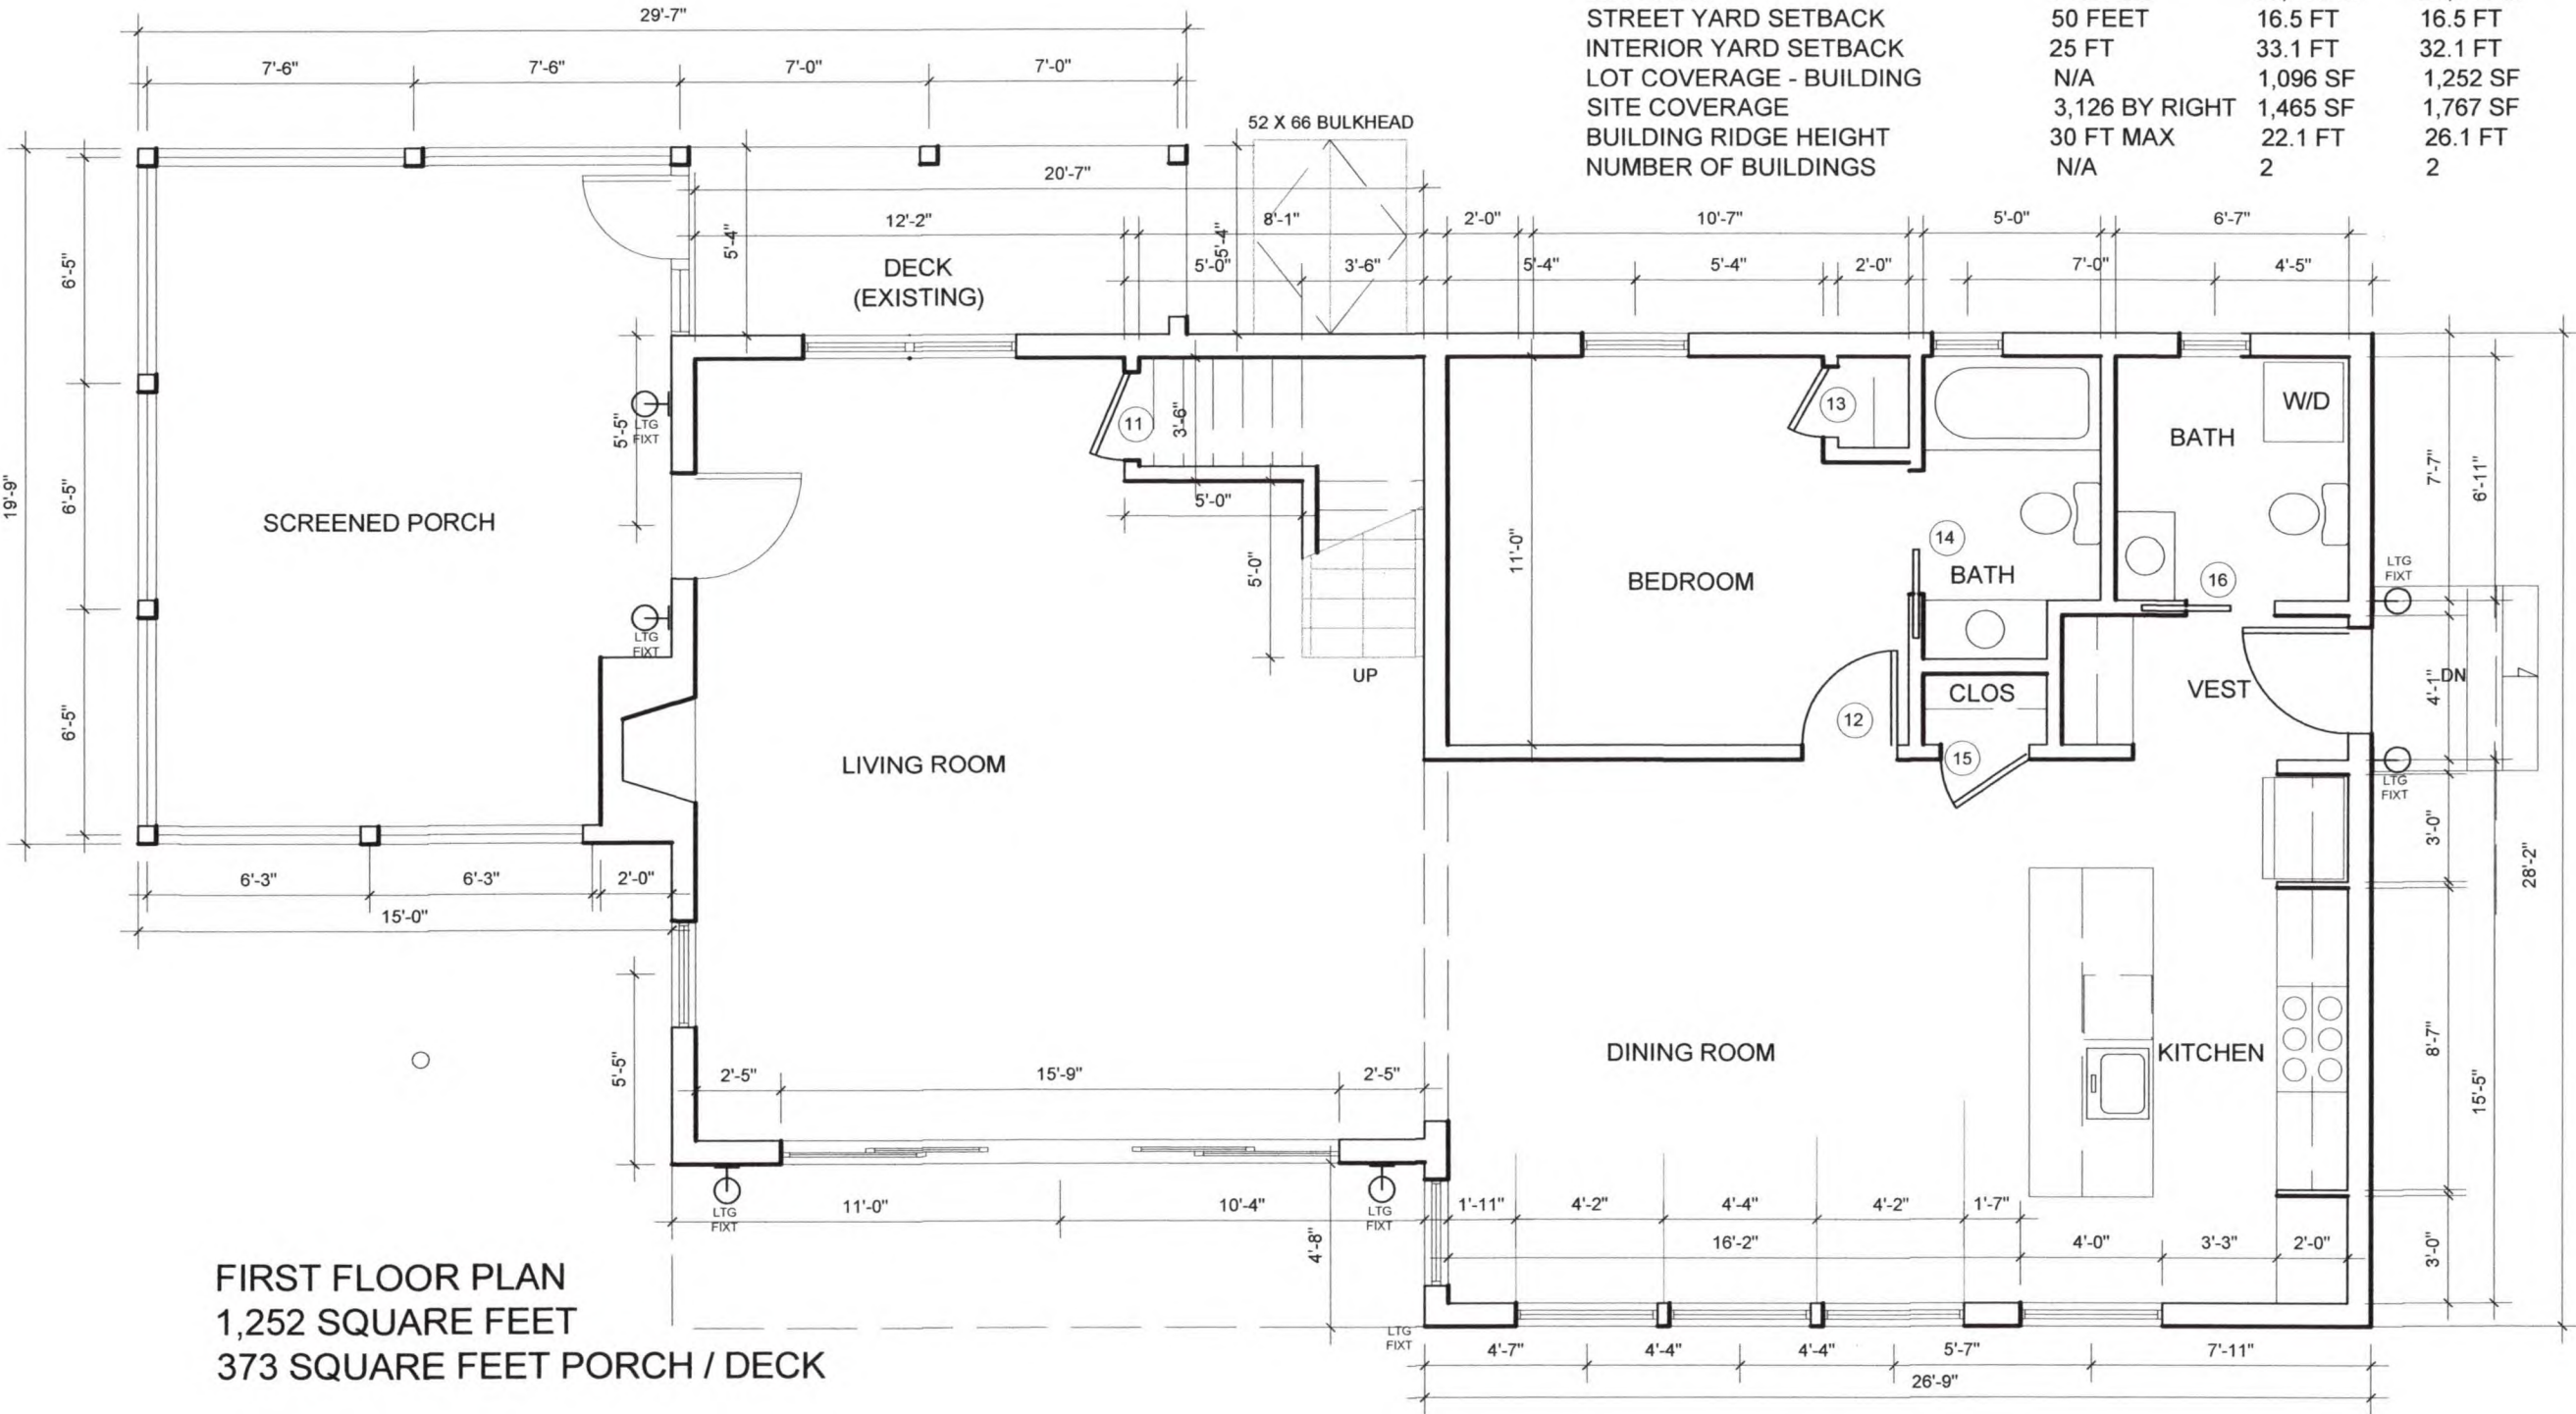 29'-7"
7'-6" 7'-6" 7'-0" 7'-0"
STREET YARD SETBACK 50 FEET 16.5 FT 16.5 FT
INTERIOR YARD SETBACK 25 FT 33.1 FT 32.1 FT
LOT COVERAGE - BUILDING N/A 1,096 SF 1,252 SF
SITE COVERAGE 3,126 BY RIGHT 1,465 SF 1,767 SF
BUILDING RIDGE HEIGHT 30 FT MAX 22.1 FT 26.1 FT
NUMBER OF BUILDINGS N/A 2 2
52 X 66 BULKHEAD
20'-7"
12'-2" 8'-1" 2'-0" 10'-7" 5'-0" 6'-7"
5'-4" 5'-4"
5'-0" 3'-6" 5'-4" 5'-4" 2'-0" 7'-0" 4'-5"
DECK
(EXISTING)
6'-5"
6'-5"
6'-5"
19'-9"
SCREENED PORCH
5'-5"
LTG
FIXT
LTG
FIXT
11
3'-6"
5'-0"
5'-0"
UP
LIVING ROOM
11'-0"
BEDROOM
13
14
BATH
BATH
W/D
16
12
CLOS
15
VEST
DN
LTG
FIXT
LTG
FIXT
7'-7"
6'-11"
4'-1"
3'-0"
28'-2"
8'-7"
15'-5"
3'-0"
6'-3" 6'-3" 2'-0"
15'-0"
5'-5"
2'-5" 15'-9" 2'-5"
DINING ROOM
KITCHEN
LTG
FIXT
11'-0" 10'-4"
LTG
FIXT
4'-8"
1'-11" 4'-2" 4'-4" 4'-2" 1'-7"
16'-2" 4'-0" 3'-3" 2'-0"
LTG
FIXT
4'-7" 4'-4" 4'-4" 5'-7" 7'-11"
26'-9"
FIRST FLOOR PLAN
1,252 SQUARE FEET
373 SQUARE FEET PORCH / DECK